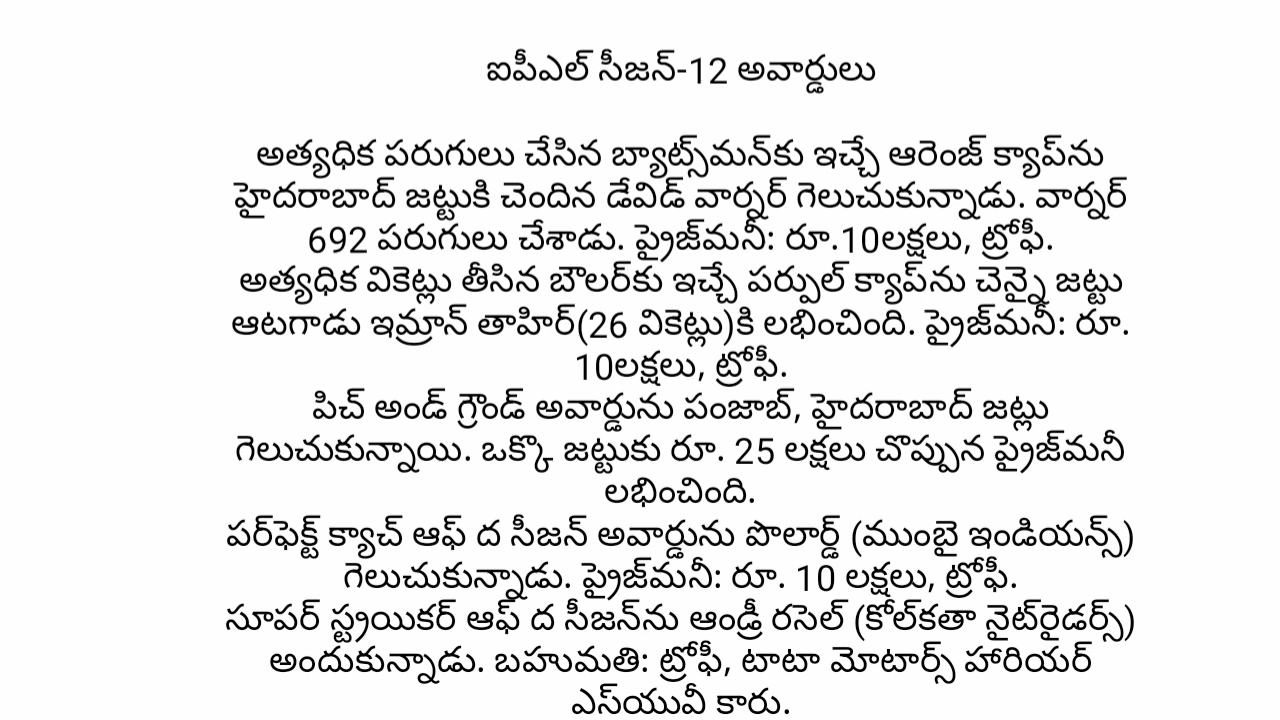 ఐపీఎల్ సీజన్-12 అవార్డులు
అత్యధిక పరుగులు చేసిన బ్యాట్స్‌మన్‌కు ఇచ్చే ఆరెంజ్ క్యాప్‌ను
హైదరాబాద్ జట్టుకి చెందిన డేవిడ్ వార్నర్ గెలుచుకున్నాడు. వార్నర్
692 పరుగులు చేశాడు. ప్రైజ్‌మనీ: రూ.10లక్షలు, ట్రోఫీ.
అత్యధిక వికెట్లు తీసిన బౌలర్‌కు ఇచ్చే పర్పుల్ క్యాప్‌ను చెన్నై జట్టు
ఆటగాడు ఇమ్రాన్ తాహిర్(26 వికెట్లు)కి లభించింది. ప్రైజ్‌మనీ: రూ.
10లక్షలు, ట్రోఫీ.
పిచ్ అండ్ గ్రౌండ్ అవార్డును పంజాబ్, హైదరాబాద్ జట్లు
గెలుచుకున్నాయి. ఒక్కొ జట్టుకు రూ. 25 లక్షలు చొప్పున ప్రైజ్‌మనీ
లభించింది.
పర్‌ఫెక్ట్ క్యాచ్ ఆఫ్ ద సీజన్ అవార్డును పొలార్డ్ (ముంబై ఇండియన్స్)
గెలుచుకున్నాడు. ప్రైజ్‌మనీ: రూ. 10 లక్షలు, ట్రోఫీ.
సూపర్ స్ట్రయికర్ ఆఫ్ ద సీజన్‌ను ఆండ్రీ రసెల్ (కోల్‌కతా నైట్‌రైడర్స్)
అందుకున్నాడు. బహుమతి: ట్రోఫీ, టాటా మోటార్స్ హారియర్
ఎస్‌యువీ కారు.